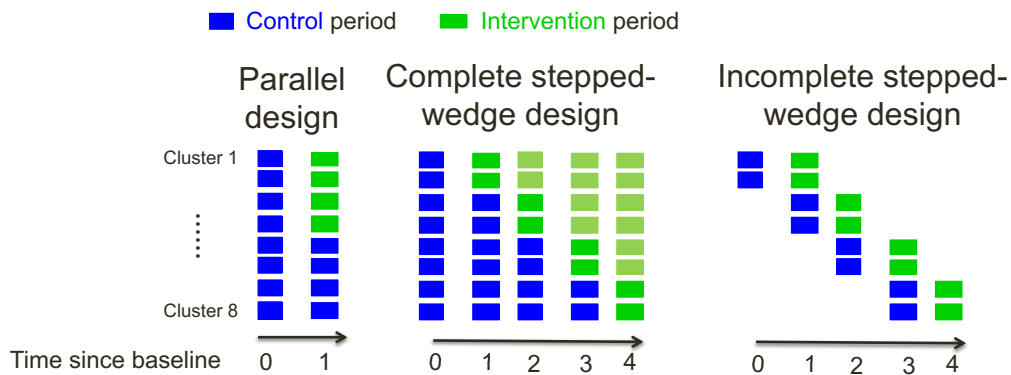 Control period
Intervention period
Parallel
design
Complete stepped-
wedge design
Incomplete stepped-
wedge design
Cluster 1
Cluster 8
Time since baseline
0 1
0 1 2 3 4
0 1 2 3 4